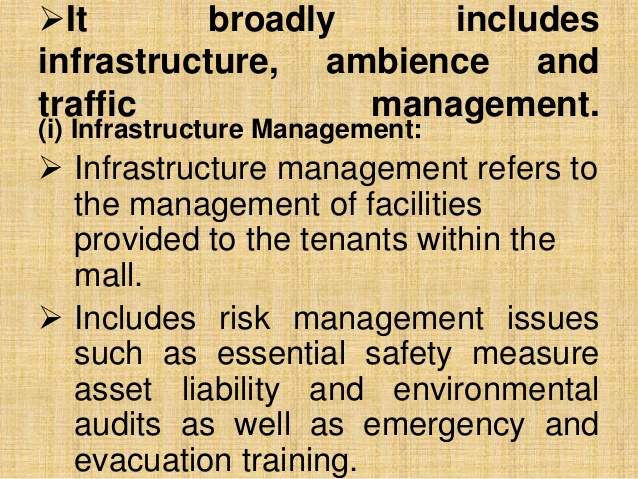 ➢It broadly includes
infrastructure, ambience and
traffic management.
(i) Infrastructure Management:
➢ Infrastructure management refers to
the management of facilities
provided to the tenants within the
mall.
➢ Includes risk management issues
such as essential safety measure
asset liability and environmental
audits as well as emergency and
evacuation training.